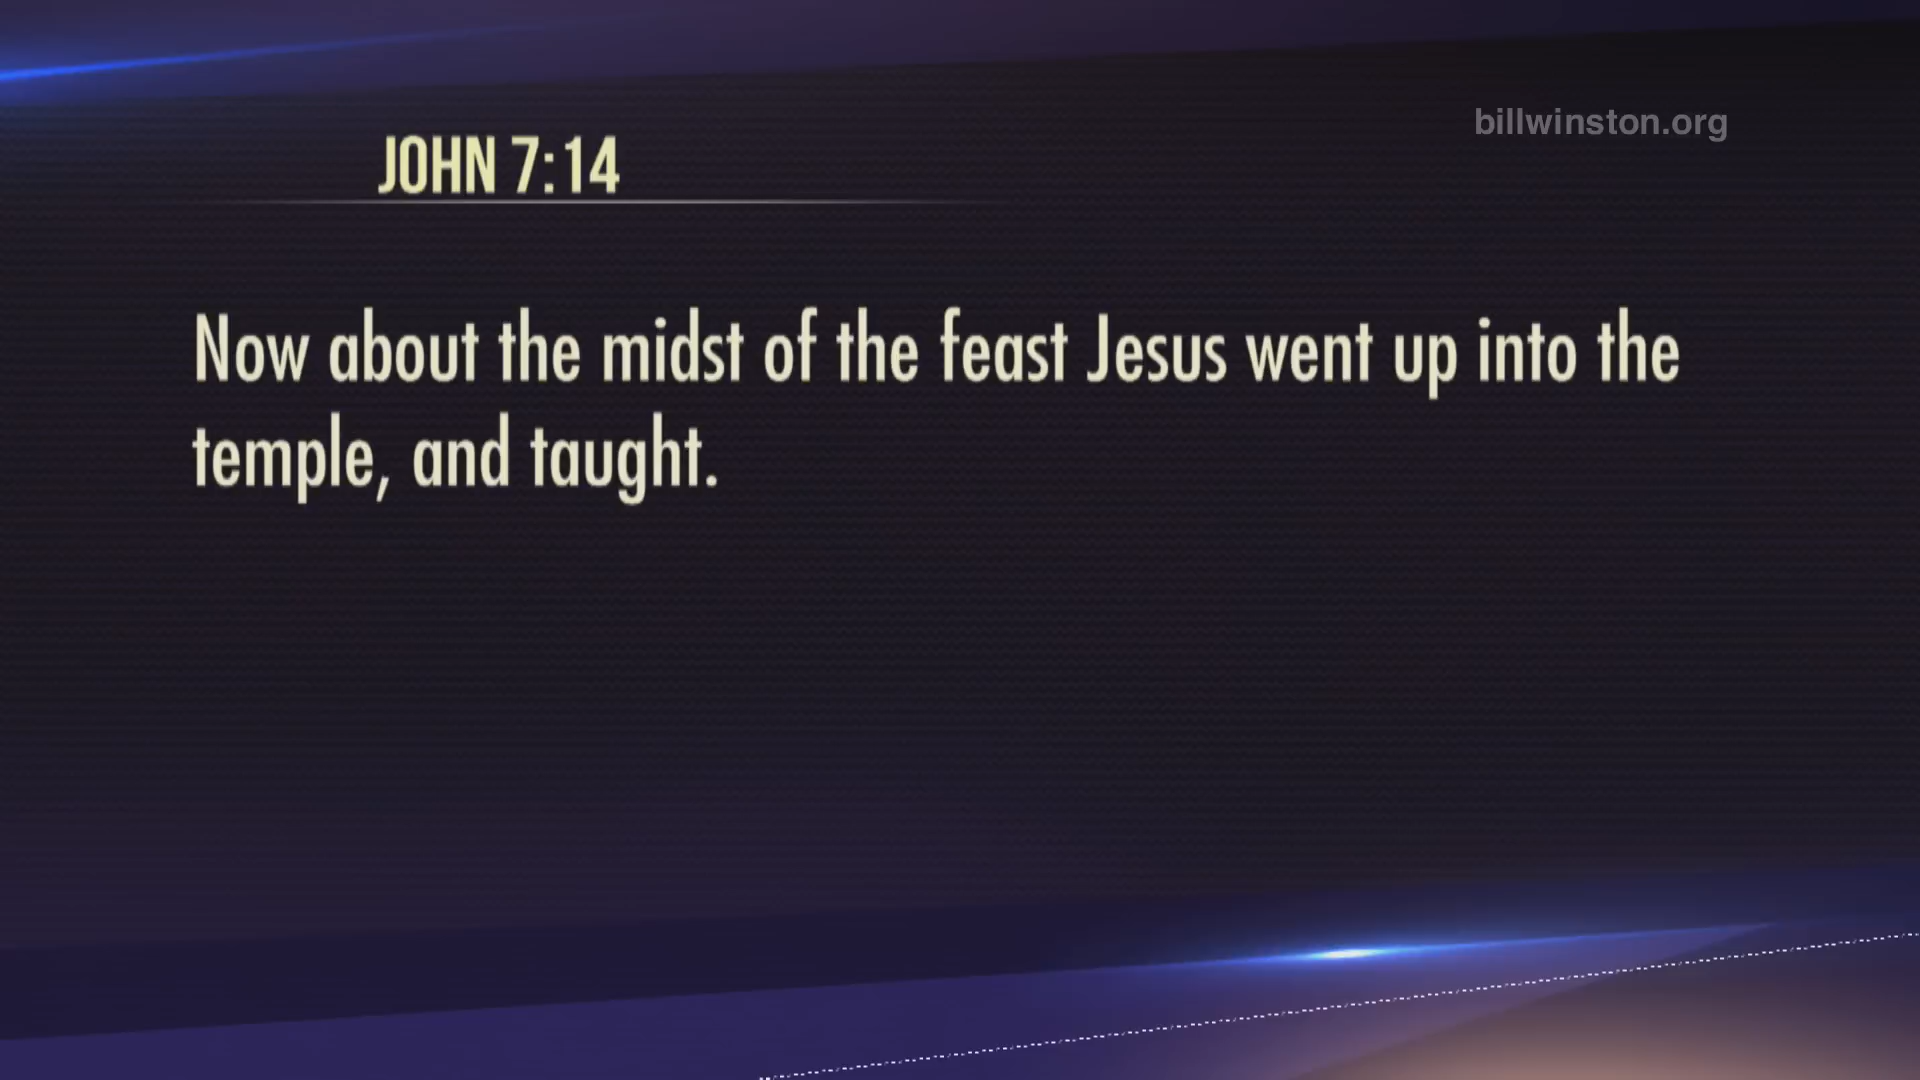 billwinston.org
JOHN 7:14
Now about the midst of the feast Jesus went up into the
temple, and taught.